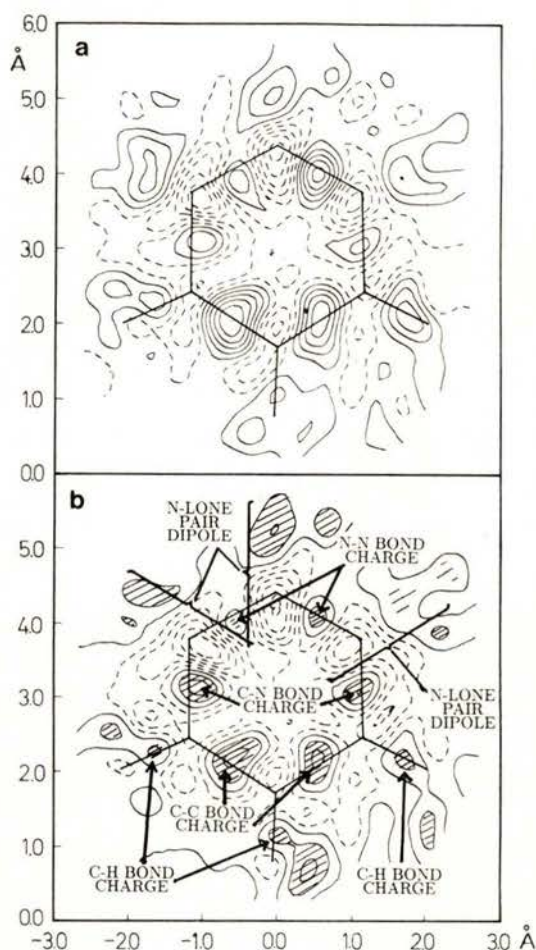 6.0
a
Å
5.0
4.0
3.0
2.0
1.0
0.0
b
N-LONE
PAIR
DIPOLE
N-N BOND
CHARGE
5.0
4.0
3.0
C-N BOND
CHARGE
N-LONE
PAIR
DIPOLE
2.0
C-C BOND
CHARGE
1.0
C-H BOND
CHARGE
C-H BOND
CHARGE
0.0
-3.0 -2.0 -1.0 0.0 1.0 2.0 3.0 Å